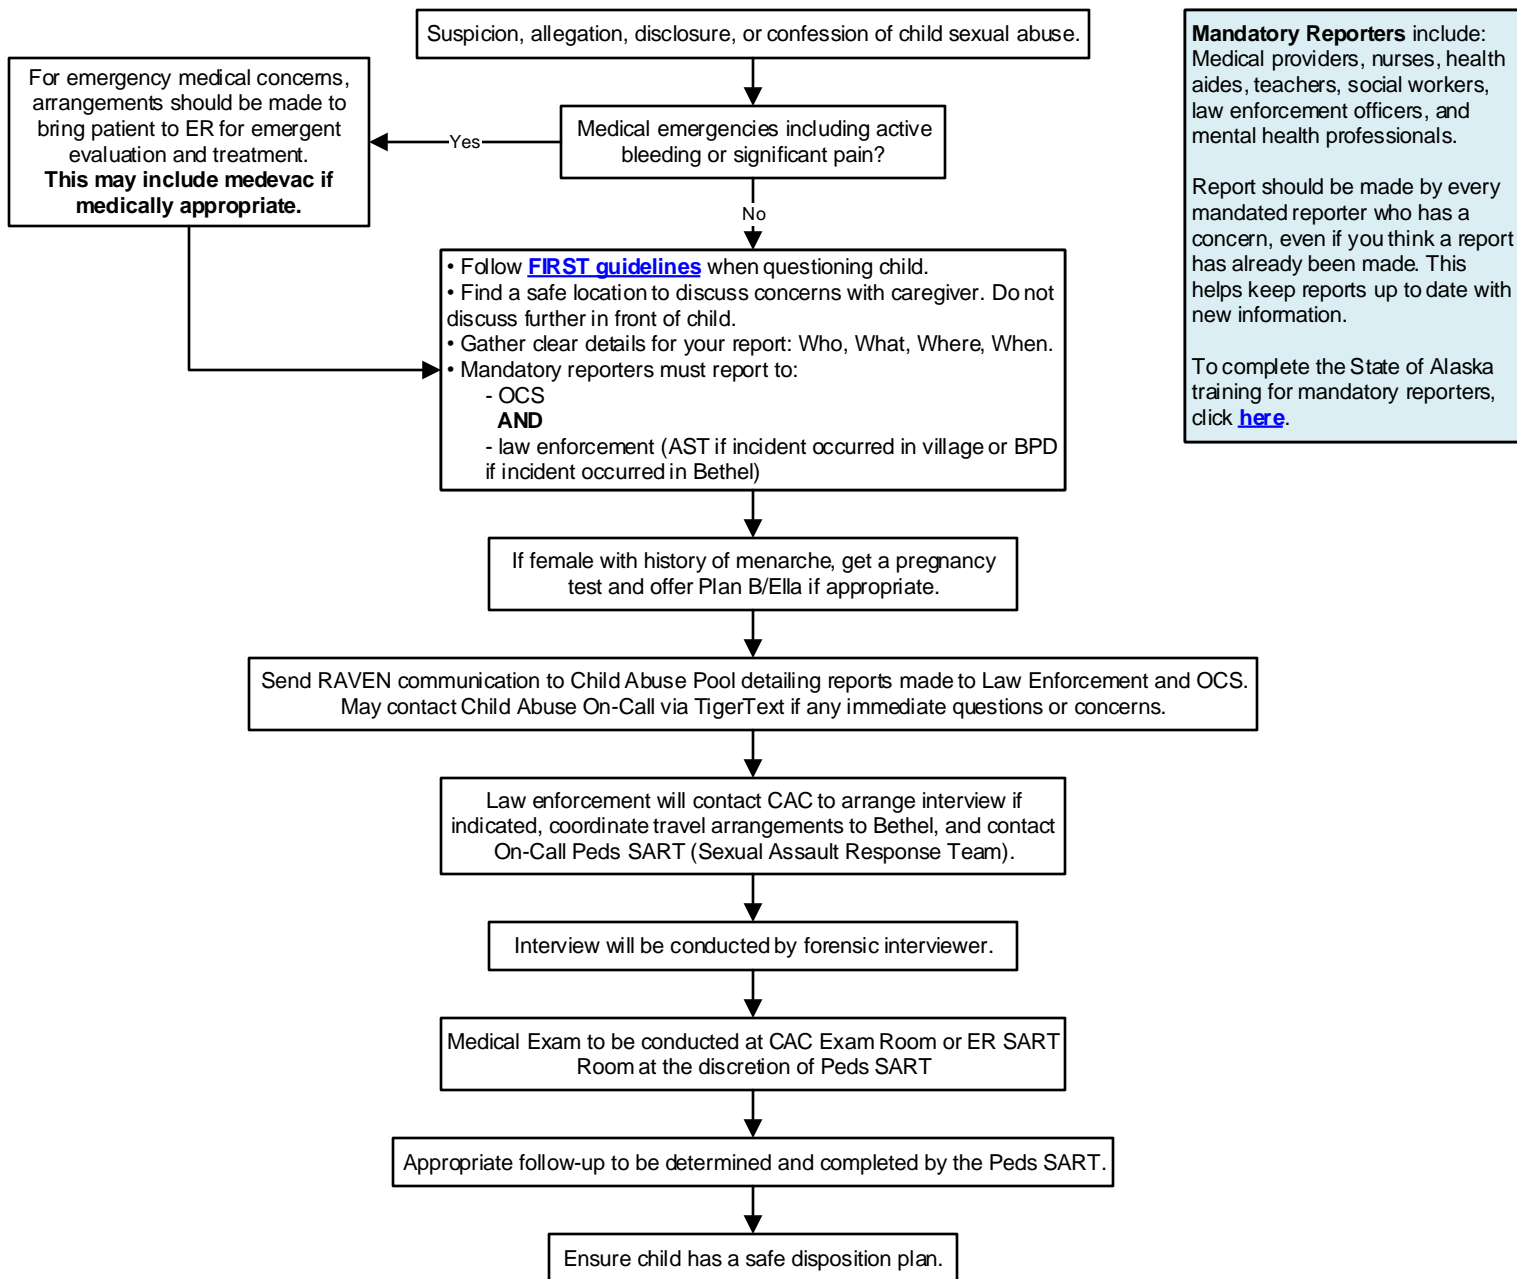 Suspicion, allegation, disclosure, or confession of child sexual abuse.
For emergency medical concerns,
arrangements should be made to
bring patient to ER for emergent
evaluation and treatment.
This may include medevac if
medically appropriate.
Yes
Medical emergencies including active
bleeding or significant pain?
No
• Follow FIRST guidelines when questioning child.
• Find a safe location to discuss concerns with caregiver. Do not
discuss further in front of child.
• Gather clear details for your report: Who, What, Where, When.
• Mandatory reporters must report to:
- OCS
AND
- law enforcement (AST if incident occurred in village or BPD
if incident occurred in Bethel)
If female with history of menarche, get a pregnancy
test and offer Plan B/Ella if appropriate.
Send RAVEN communication to Child Abuse Pool detailing reports made to Law Enforcement and OCS.
May contact Child Abuse On-Call via TigerText if any immediate questions or concerns.
Law enforcement will contact CAC to arrange interview if
indicated, coordinate travel arrangements to Bethel, and contact
On-Call Peds SART (Sexual Assault Response Team).
Interview will be conducted by forensic interviewer.
Medical Exam to be conducted at CAC Exam Room or ER SART
Room at the discretion of Peds SART
Appropriate follow-up to be determined and completed by the Peds SART.
Ensure child has a safe disposition plan.
Mandatory Reporters include:
Medical providers, nurses, health
aides, teachers, social workers,
law enforcement officers, and
mental health professionals.
Report should be made by every
mandated reporter who has a
concern, even if you think a report
has already been made. This
helps keep reports up to date with
new information.
To complete the State of Alaska
training for mandatory reporters,
click here.